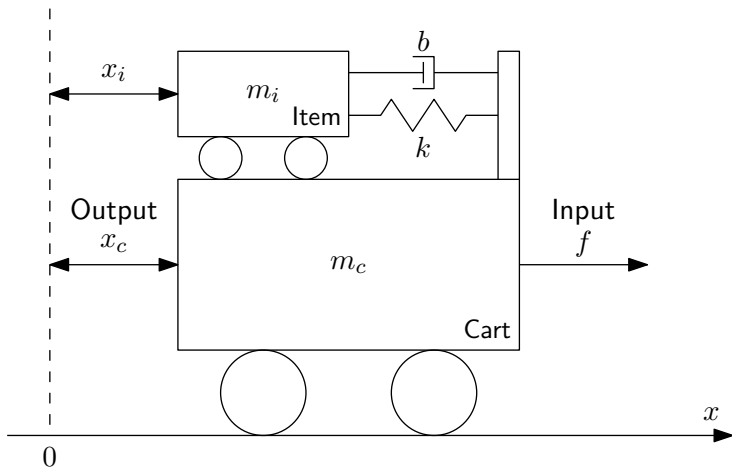 b
x_i
m_i
Item
k
Output
x_c
m_c
Input
f
Cart
x
0